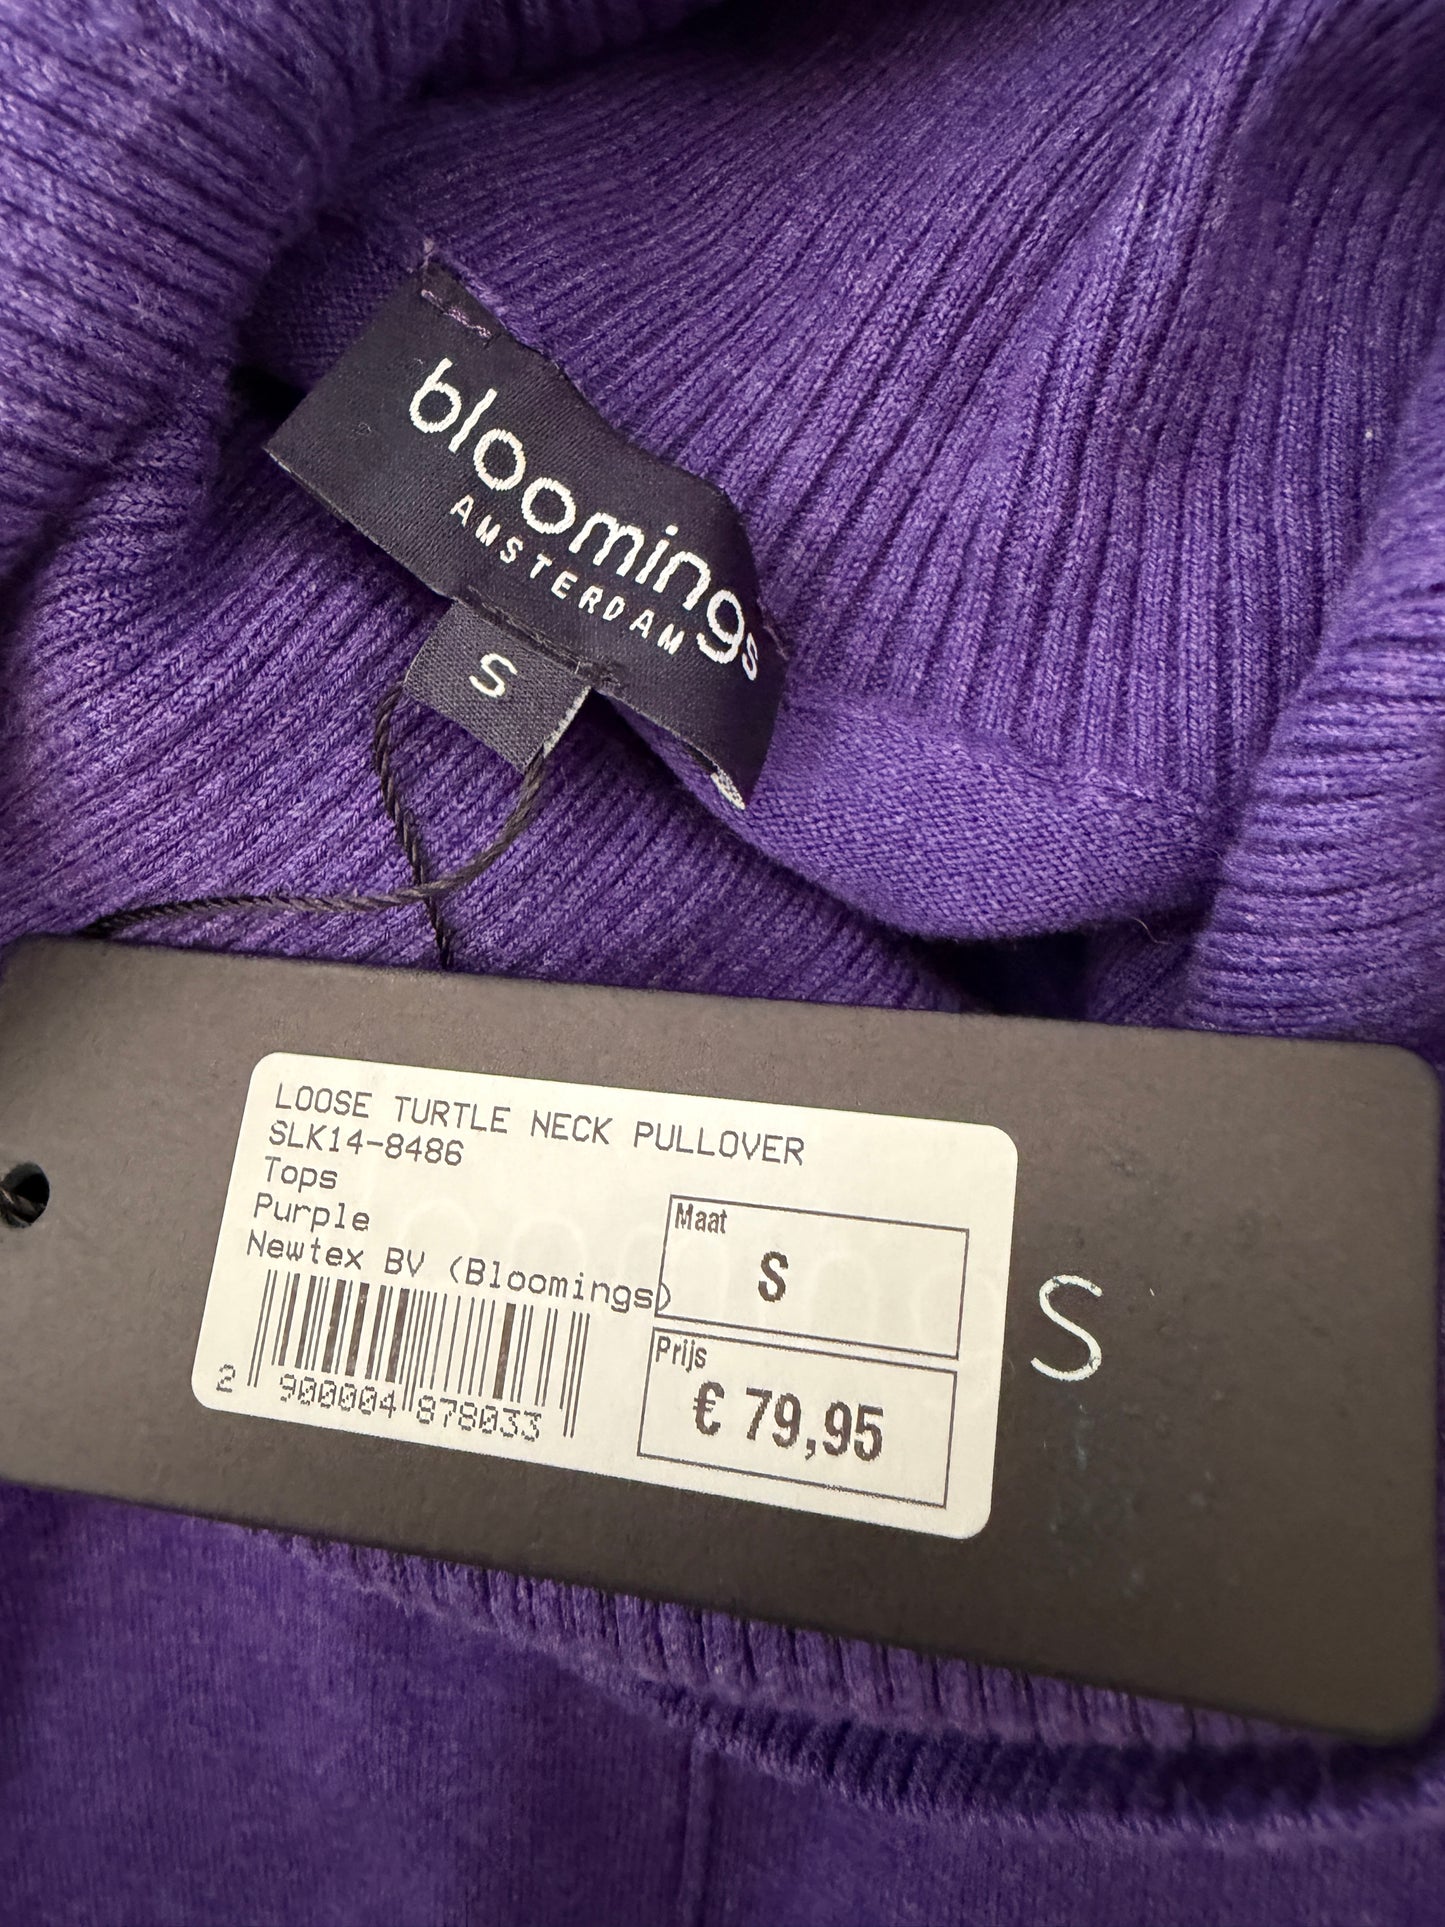 bloomings
AMSTERDAM
S
LOOSE TURTLE NECK PULLOVER
SLK14-8486
Tops
Purple
Newtex BV (Bloomings)
Maat
S
Prijs
€ 79,95
2 900004 878033
S